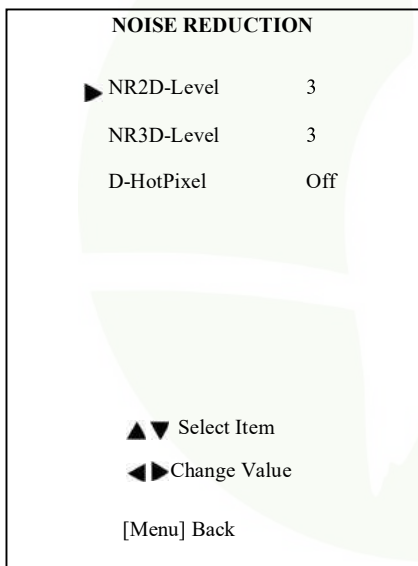 NOISE REDUCTION
▶ NR2D-Level 3
NR3D-Level 3
D-HotPixel Off
▲▼ Select Item
◀▶Change Value
[Menu] Back